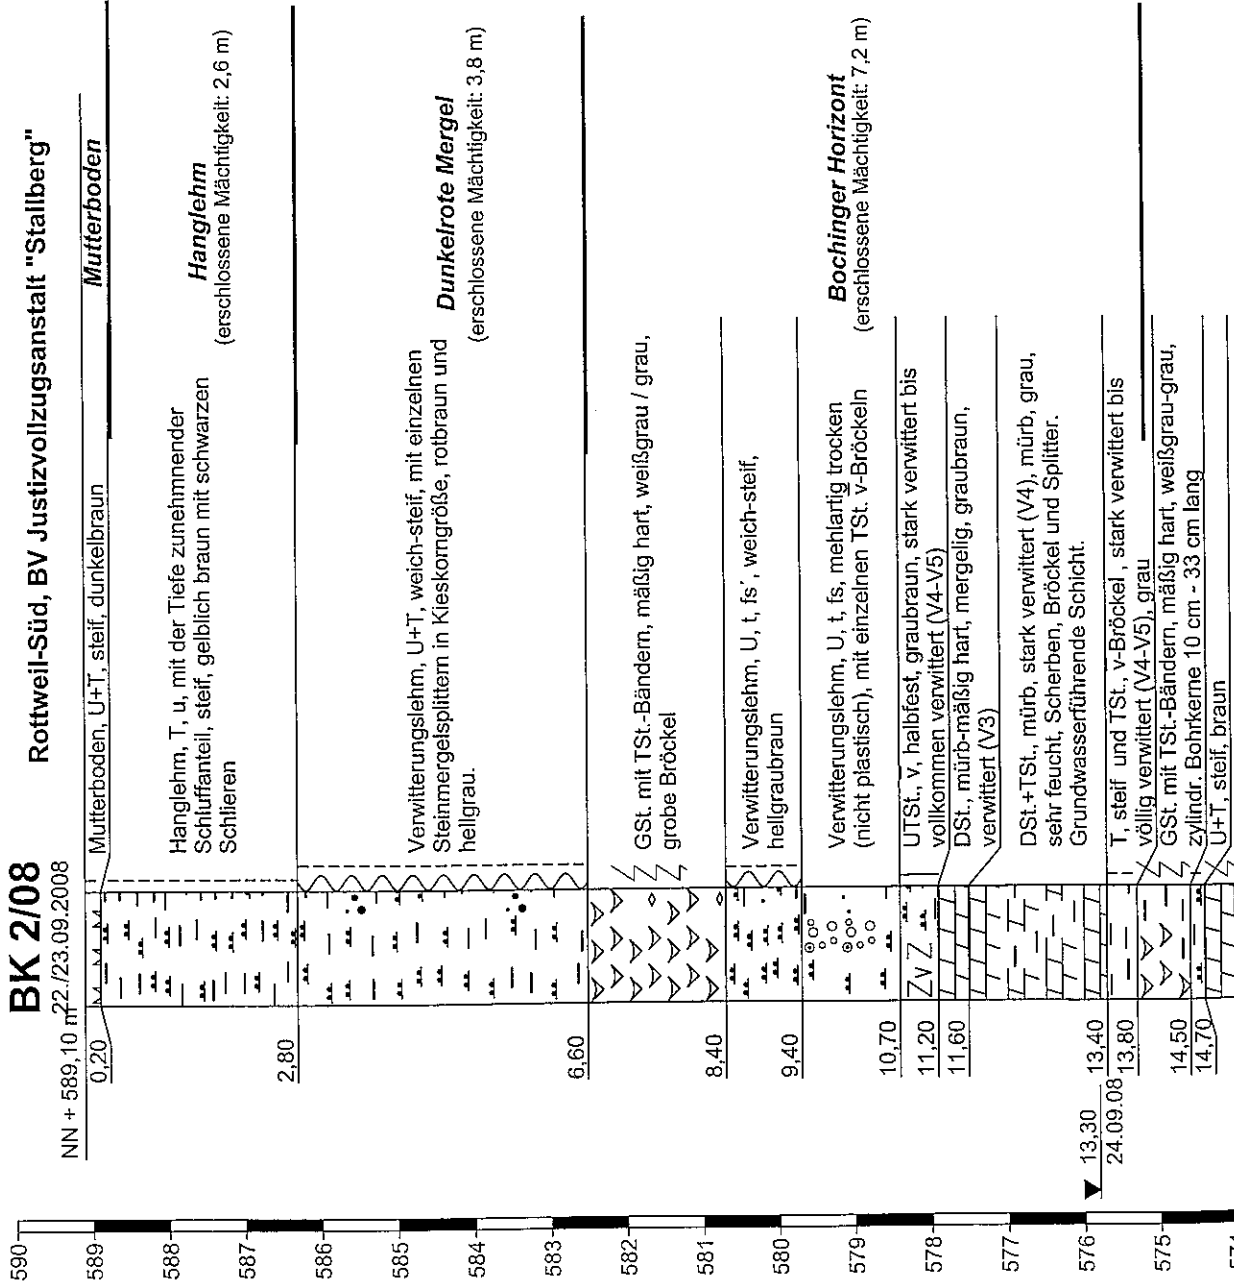 Rottweil-Süd, BV Justizvollzugsanstalt "Stallberg"
BK 2/08
22./23.09.2008
NN + 589,10 m
590
589
588
587
586
585
584
583
582
581
580
579
578
577
576
575
574
0,20
Mutterboden, U+T, steif, dunkelbraun
Mutterboden
2,80
Hanglehm, T, u, mit der Tiefe zunehmnender
Schluffanteil, steif, gelblich braun mit schwarzen
Schlieren
Hanglehm
(erschlossene Mächtigkeit: 2,6 m)
6,60
Verwitterungslehm, U+T, weich-steif, mit einzelnen
Steinmergelsplittern in Kieskorngröße, rotbraun und
hellgrau.
Dunkelrote Mergel
(erschlossene Mächtigkeit: 3,8 m)
8,40
GSt. mit TSt.-Bändern, mäßig hart, weißgrau / grau,
grobe Bröckel
9,40
Verwitterungslehm, U, t, fs´, weich-steif,
hellgraubraun
10,70
Verwitterungslehm, U, t, fs, mehlartig trocken
(nicht plastisch), mit einzelnen TSt. v-Bröckeln
Bochinger Horizont
(erschlossene Mächtigkeit: 7,2 m)
11,20
ZvZ
UTSt., v, halbfest, graubraun, stark verwittert bis
vollkommen verwittert (V4-V5)
11,60
DSt., mürb-mäßig hart, mergelig, graubraun,
verwittert (V3)
13,40
DSt.+TSt., mürb, stark verwittert (V4), mürb, grau,
sehr feucht, Scherben, Bröckel und Splitter.
Grundwasserführende Schicht.
13,30
24.09.08
13,80
T, steif und TSt., v-Bröckel , stark verwittert bis
völlig verwittert (V4-V5), grau
14,50
GSt. mit TSt.-Bändern, mäßig hart, weißgrau-grau,
zylindr. Bohrkerne 10 cm - 33 cm lang
14,70
U+T, steif, braun